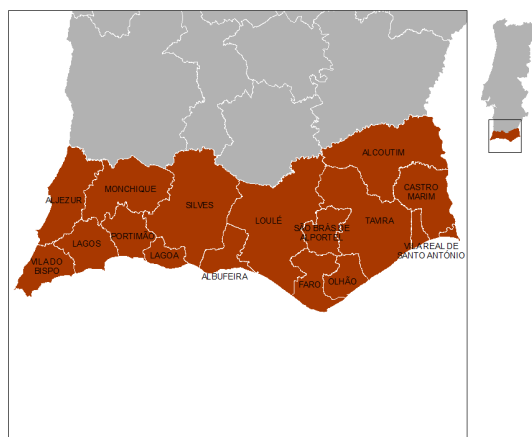 ALCOUTIM
MONCHIQUE
CASTRO
MARIM
ALJEZUR
SILVES
LOULÉ
TAVIRA
SÃO BRÁS DE
ALPORTEL
PORTIMÃO
LAGOS
LAGOA
VILA REAL DE
SANTO ANTÓNIO
VILA DO
BISPO
ALBUFEIRA
FARO
OLHÃO